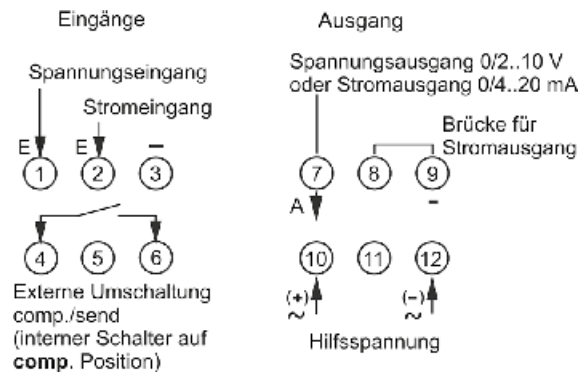 Eingänge
Ausgang
Spannungseingang
Stromeingang
Spannungsausgang 0/2..10 V
oder Stromausgang 0/4..20 mA
Brücke für
Stromausgang
E E –
1 2 3
7 8 9
A –
4 5 6
10 11 12
(+) (–)
~ ~
Externe Umschaltung
comp./send
(interner Schalter auf
comp. Position)
Hilfsspannung